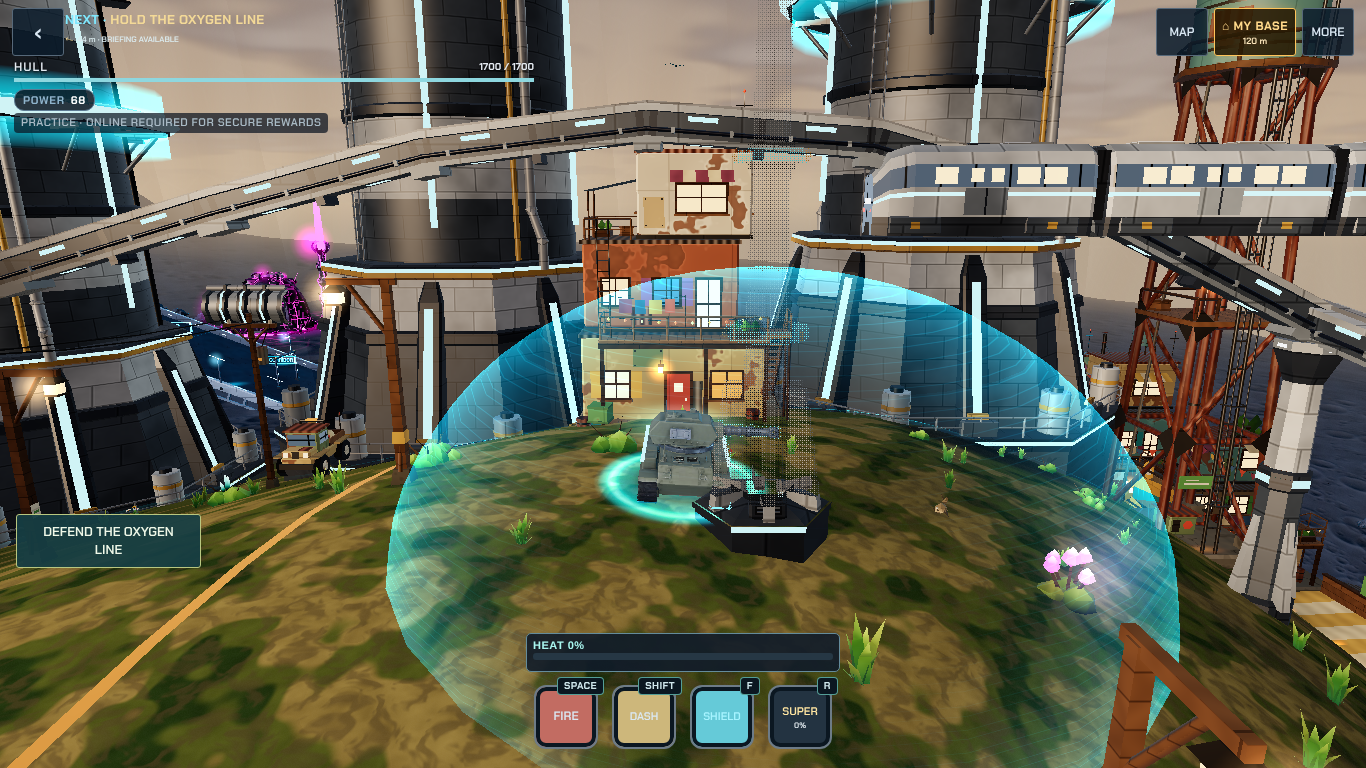 NEXT · HOLD THE OXYGEN LINE
BRIEFING AVAILABLE
HULL
1700 / 1700
POWER 68
PRACTICE · ONLINE REQUIRED FOR SECURE REWARDS
MAP
⌂ MY BASE
120 m
MORE
DEFEND THE OXYGEN
LINE
HEAT 0%
SPACE
SHIFT
F
R
FIRE
DASH
SHIELD
SUPER
0%